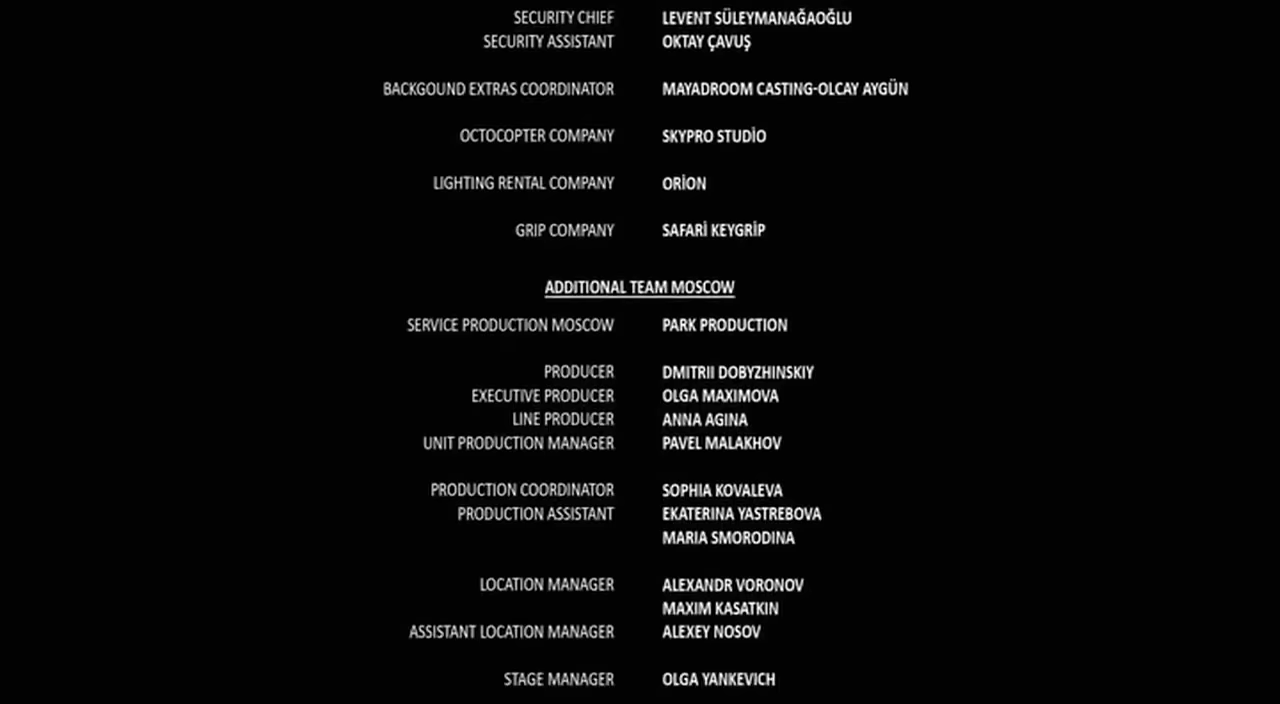 SECURITY CHIEF LEVENT SÜLEYMANAĞAOĞLU
SECURITY ASSISTANT OKTAY ÇAVUŞ
BACKGOUND EXTRAS COORDINATOR MAYADROOM CASTING-OLCAY AYGÜN
OCTOCOPTER COMPANY SKYPRO STUDİO
LIGHTING RENTAL COMPANY ORİON
GRIP COMPANY SAFARİ KEYGRİP
ADDITIONAL TEAM MOSCOW
SERVICE PRODUCTION MOSCOW PARK PRODUCTION
PRODUCER DMITRII DOBYZHINSKIY
EXECUTIVE PRODUCER OLGA MAXIMOVA
LINE PRODUCER ANNA AGINA
UNIT PRODUCTION MANAGER PAVEL MALAKHOV
PRODUCTION COORDINATOR SOPHIA KOVALEVA
PRODUCTION ASSISTANT EKATERINA YASTREBOVA
MARIA SMORODINA
LOCATION MANAGER ALEXANDR VORONOV
MAXIM KASATKIN
ASSISTANT LOCATION MANAGER ALEXEY NOSOV
STAGE MANAGER OLGA YANKEVICH